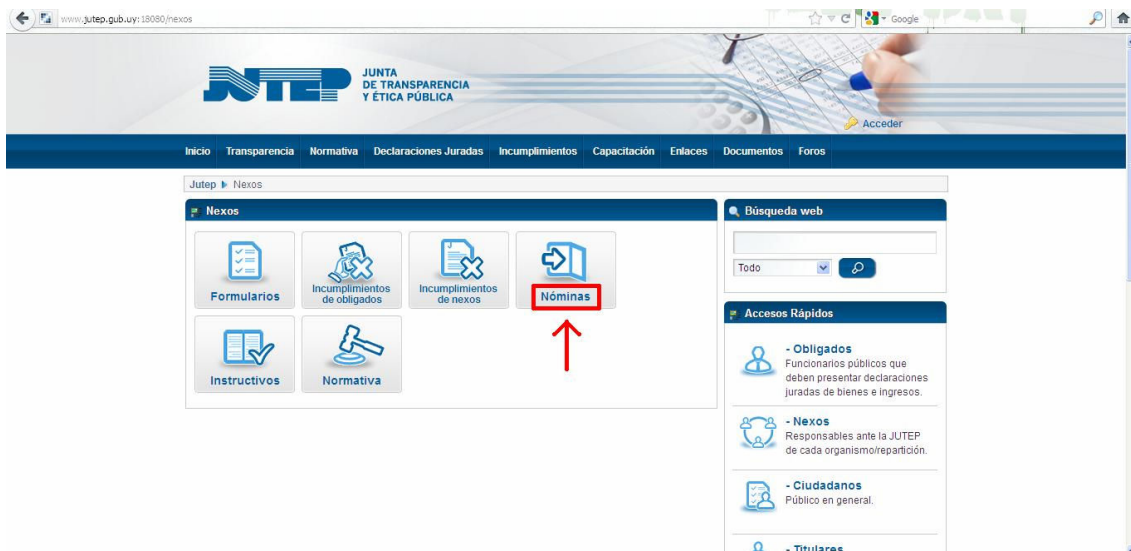 www.jutep.gub.uy:18080/nexos
Google
JUTEP
JUNTA
DE TRANSPARENCIA
Y ÉTICA PÚBLICA
Acceder
Inicio Transparencia Normativa Declaraciones Juradas Incumplimientos Capacitación Enlaces Documentos Foros
Jutep Nexos
Nexos
Formularios
Incumplimientos
de obligados
Incumplimientos
de nexos
Nóminas
Instructivos
Normativa
Búsqueda web
Todo
Accesos Rápidos
- Obligados
Funcionarios públicos que
deben presentar declaraciones
juradas de bienes e ingresos.
- Nexos
Responsables ante la JUTEP
de cada organismo/repartición.
- Ciudadanos
Público en general.
- Titulares